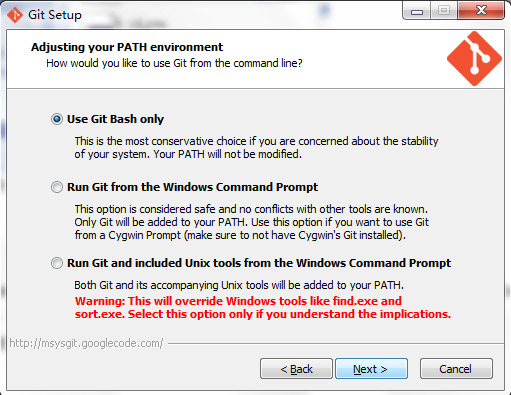 Git Setup
Adjusting your PATH environment
How would you like to use Git from the command line?
Use Git Bash only
This is the most conservative choice if you are concerned about the stability
of your system. Your PATH will not be modified.
Run Git from the Windows Command Prompt
This option is considered safe and no conflicts with other tools are known.
Only Git will be added to your PATH. Use this option if you want to use Git
from a Cygwin Prompt (make sure to not have Cygwin's Git installed).
Run Git and included Unix tools from the Windows Command Prompt
Both Git and its accompanying Unix tools will be added to your PATH.
Warning: This will override Windows tools like find.exe and
sort.exe. Select this option only if you understand the implications.
http://msysgit.googlecode.com/
< Back
Next >
Cancel